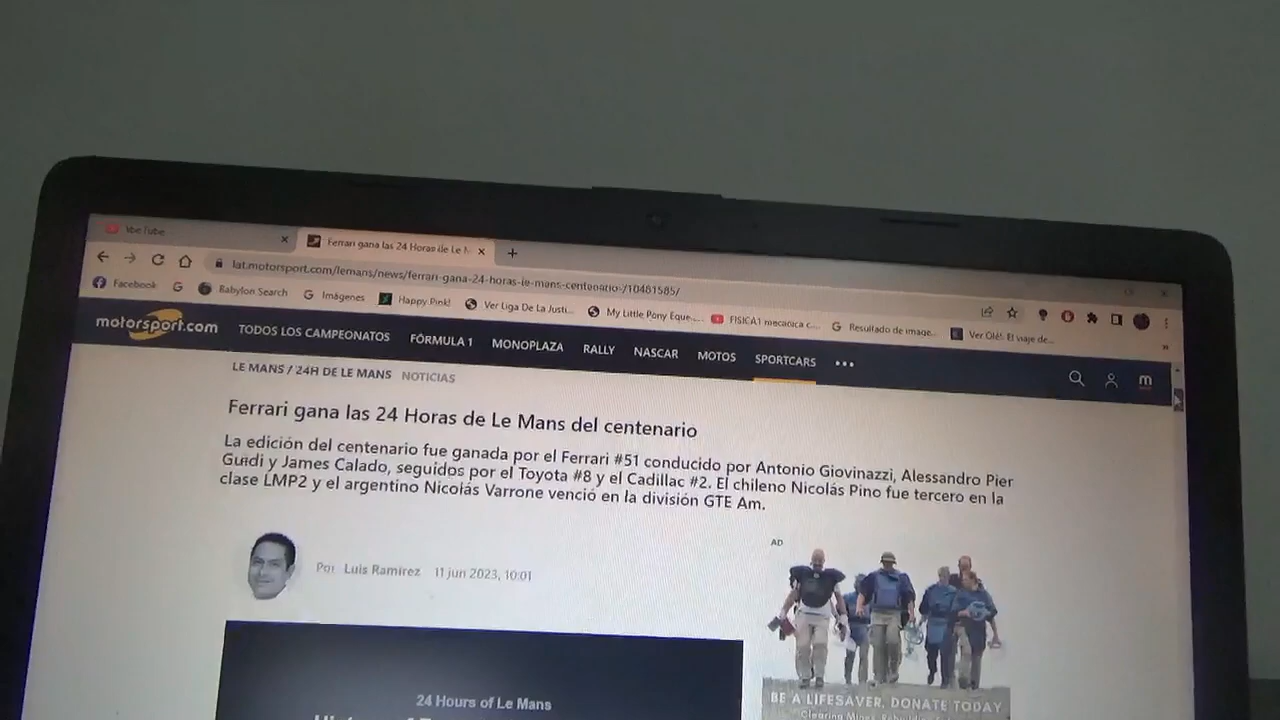 YouTube
Ferrari gana las 24 Horas de Le M
lat.motorsport.com/lemans/news/ferrari-gana-24-horas-le-mans-centenario-/10481585/
Facebook
Babylon Search
Imágenes
Happy Pink!
Ver Liga De La Justi...
My Little Pony Eque...
FISICA1 mecanica c...
Resultado de image...
Ver Olé!: El viaje de...
motorsport.com
TODOS LOS CAMPEONATOS FÓRMULA 1 MONOPLAZA RALLY NASCAR MOTOS SPORTCARS
m
LE MANS / 24H DE LE MANS NOTICIAS
Ferrari gana las 24 Horas de Le Mans del centenario
La edición del centenario fue ganada por el Ferrari #51 conducido por Antonio Giovinazzi, Alessandro Pier
Guidi y James Calado, seguidos por el Toyota #8 y el Cadillac #2. El chileno Nicolás Pino fue tercero en la
clase LMP2 y el argentino Nicolás Varrone venció en la división GTE Am.
Por Luis Ramírez 11 jun 2023, 10:01
AD
BE A LIFESAVER. DONATE TODAY
24 Hours of Le Mans